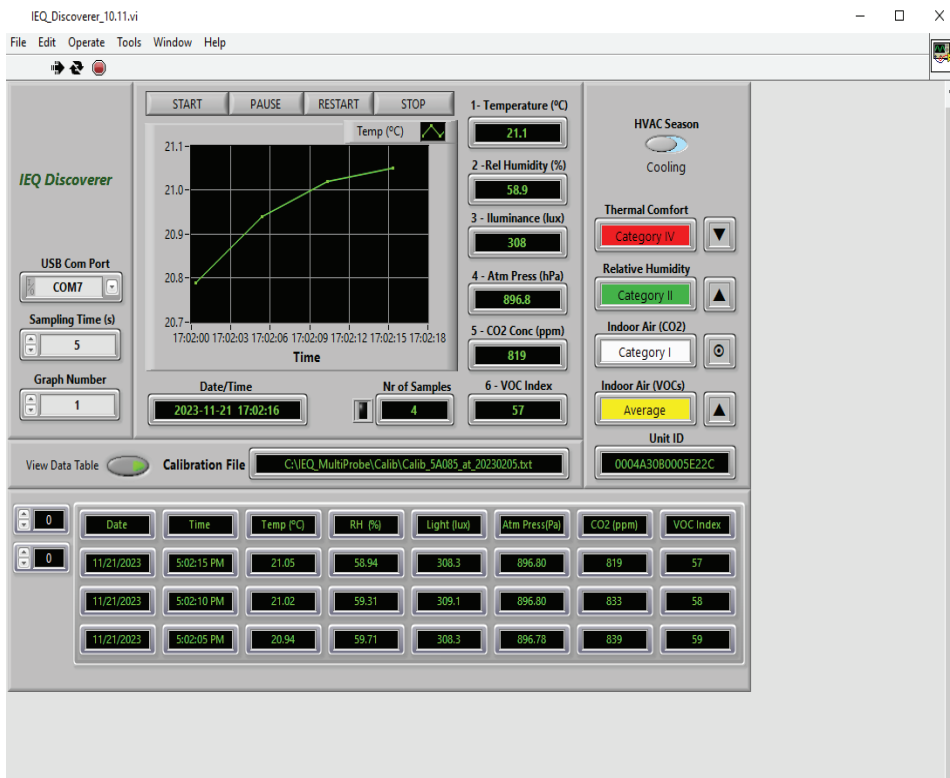 IEQ_Discoverer_10.11.vi
File Edit Operate Tools Window Help
IEQ Discoverer
USB Com Port
COM7
Sampling Time (s)
5
Graph Number
1
START PAUSE RESTART STOP
Temp (ºC)
21.1
21.0
20.9
20.8
20.7
17:02:00 17:02:03 17:02:06 17:02:09 17:02:12 17:02:15 17:02:18
Time
Date/Time
2023-11-21 17:02:16
Nr of Samples
4
1- Temperature (ºC)
21.1
2 -Rel Humidity (%)
58.9
3 - Iluminance (lux)
308
4 - Atm Press (hPa)
896.8
5 - CO2 Conc (ppm)
819
6 - VOC Index
57
HVAC Season
Cooling
Thermal Comfort
Category IV
Relative Humidity
Category II
Indoor Air (CO2)
Category I
Indoor Air (VOCs)
Average
Unit ID
0004A30B0005E22C
View Data Table
Calibration File
C:\IEQ_MultiProbe\Calib\Calib_5A085_at_20230205.txt
0
0
Date Time Temp (ºC) RH (%) Light (lux) Atm Press(Pa) CO2 (ppm) VOC Index
11/21/2023 5:02:15 PM 21.05 58.94 308.3 896.80 819 57
11/21/2023 5:02:10 PM 21.02 59.31 309.1 896.80 833 58
11/21/2023 5:02:05 PM 20.94 59.71 308.3 896.78 839 59